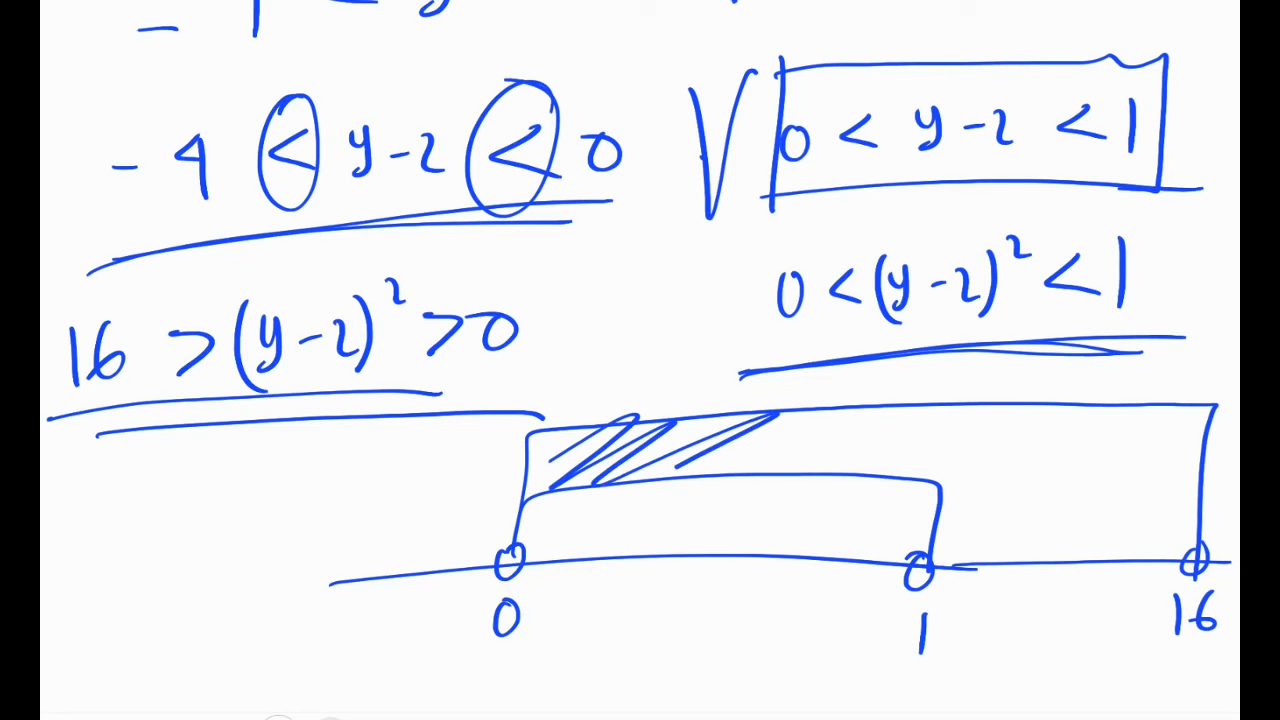 -4 < y-2 < 0 √ 0 < y-2 < 1
16 > (y-2)² > 0 0 < (y-2)² < 1
0 1 16